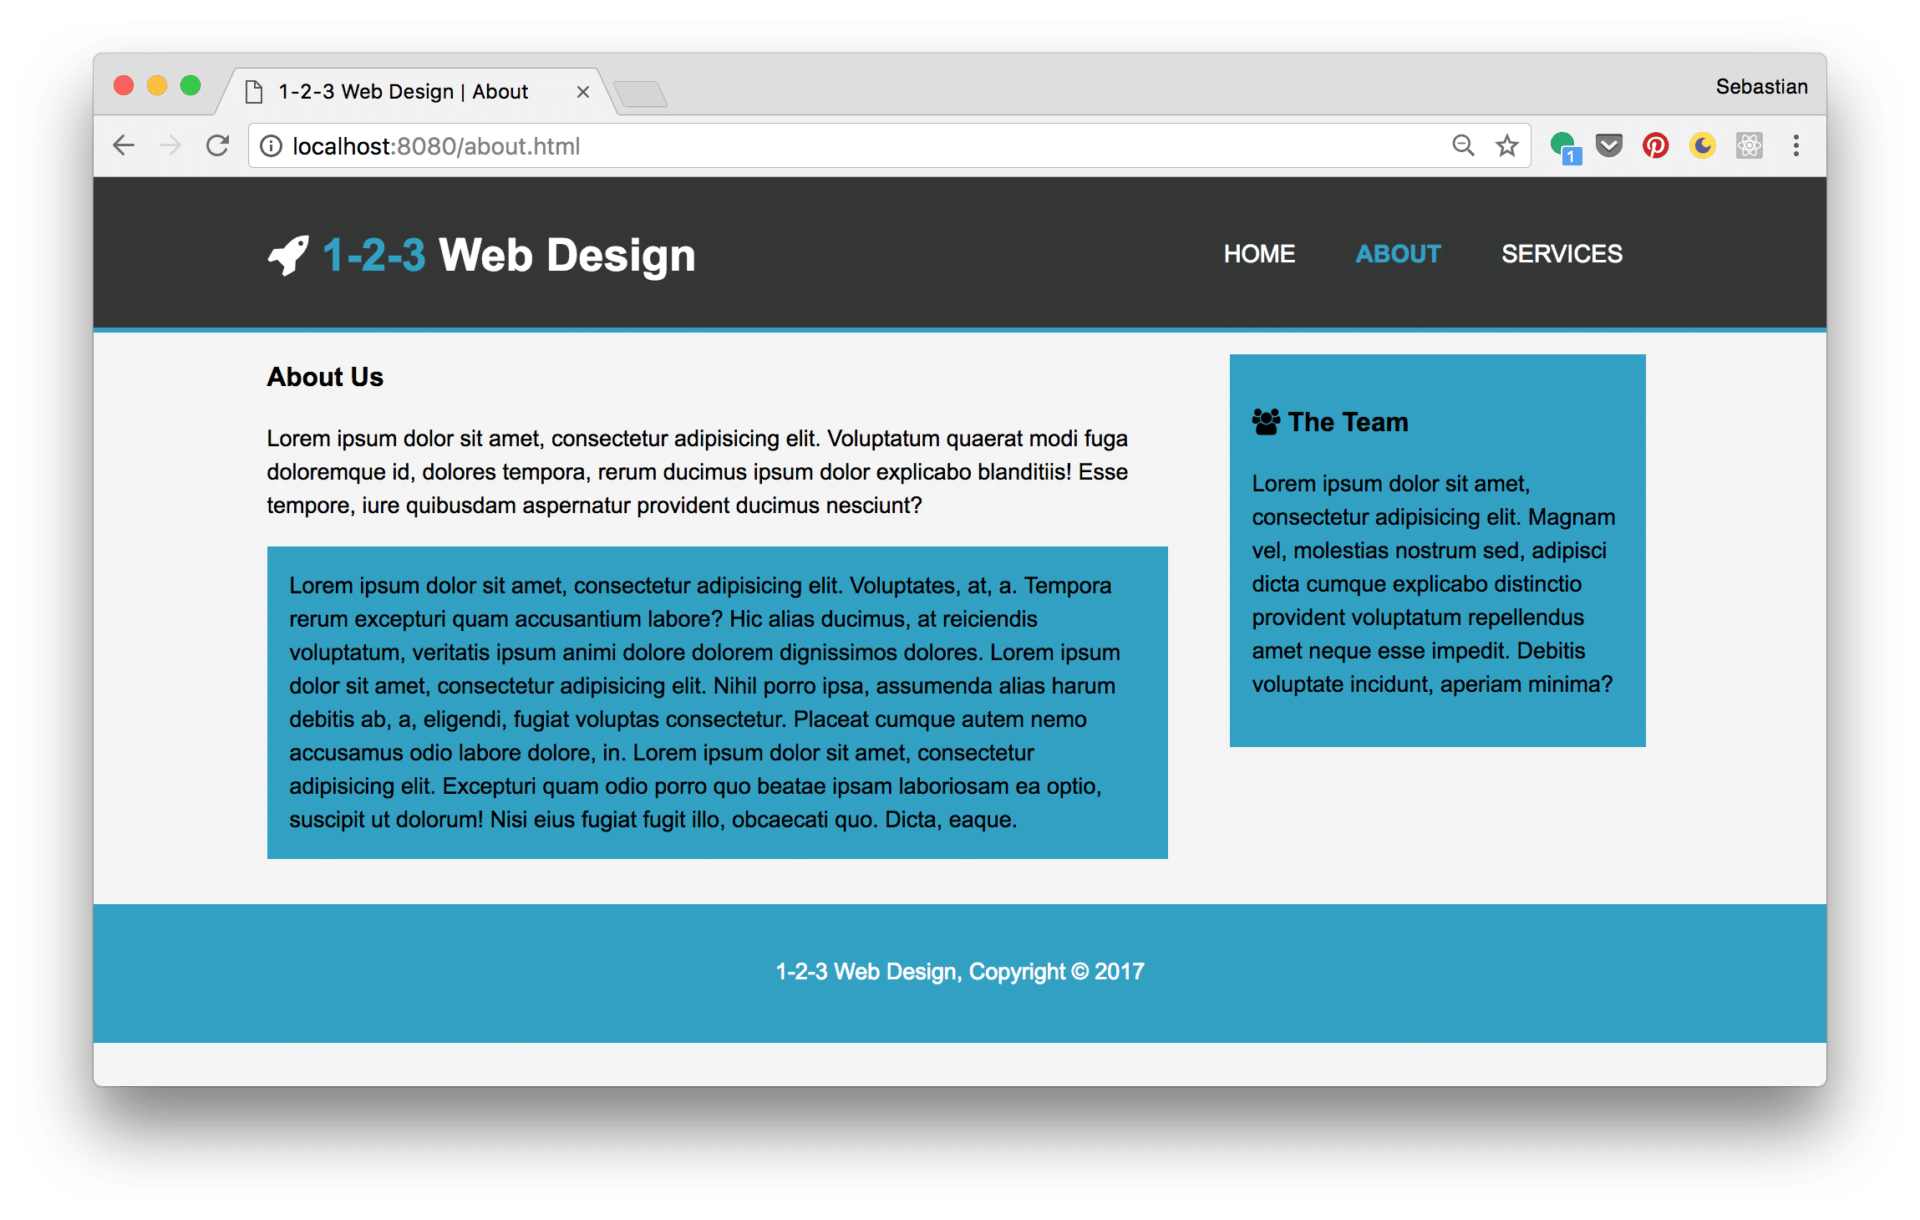 1-2-3 Web Design | About
Sebastian
localhost:8080/about.html
1
1-2-3 Web Design
HOME ABOUT SERVICES
About Us
Lorem ipsum dolor sit amet, consectetur adipisicing elit. Voluptatum quaerat modi fuga
doloremque id, dolores tempora, rerum ducimus ipsum dolor explicabo blanditiis! Esse
tempore, iure quibusdam aspernatur provident ducimus nesciunt?
Lorem ipsum dolor sit amet, consectetur adipisicing elit. Voluptates, at, a. Tempora
rerum excepturi quam accusantium labore? Hic alias ducimus, at reiciendis
voluptatum, veritatis ipsum animi dolore dolorem dignissimos dolores. Lorem ipsum
dolor sit amet, consectetur adipisicing elit. Nihil porro ipsa, assumenda alias harum
debitis ab, a, eligendi, fugiat voluptas consectetur. Placeat cumque autem nemo
accusamus odio labore dolore, in. Lorem ipsum dolor sit amet, consectetur
adipisicing elit. Excepturi quam odio porro quo beatae ipsam laboriosam ea optio,
suscipit ut dolorum! Nisi eius fugiat fugit illo, obcaecati quo. Dicta, eaque.
The Team
Lorem ipsum dolor sit amet,
consectetur adipisicing elit. Magnam
vel, molestias nostrum sed, adipisci
dicta cumque explicabo distinctio
provident voluptatum repellendus
amet neque esse impedit. Debitis
voluptate incidunt, aperiam minima?
1-2-3 Web Design, Copyright © 2017